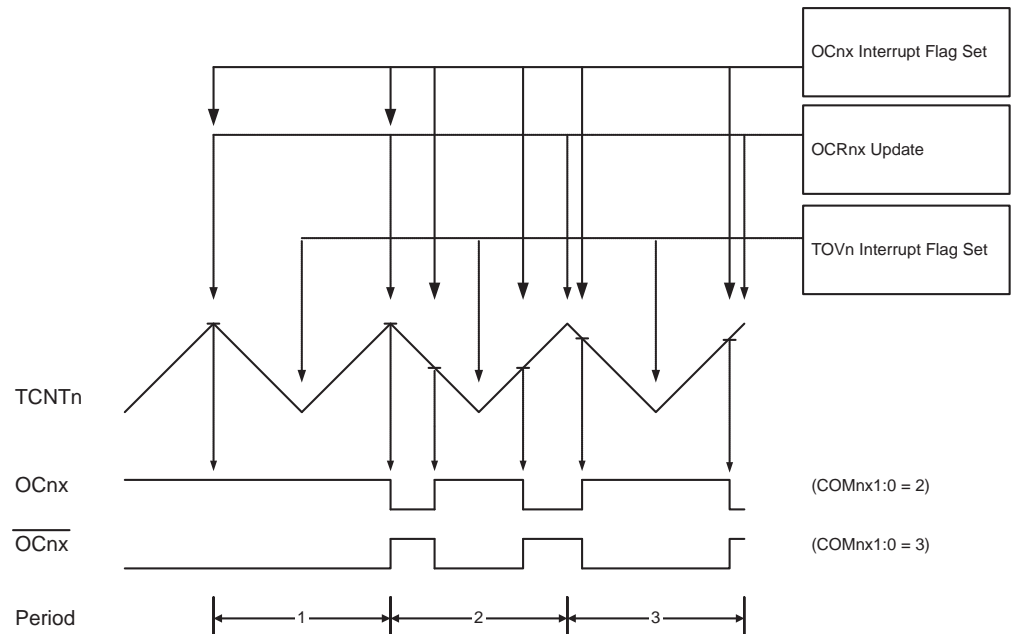 OCnx Interrupt Flag Set
OCRnx Update
TOVn Interrupt Flag Set
TCNTn
OCnx
(COMnx1:0 = 2)
OCnx
(COMnx1:0 = 3)
Period
1
2
3